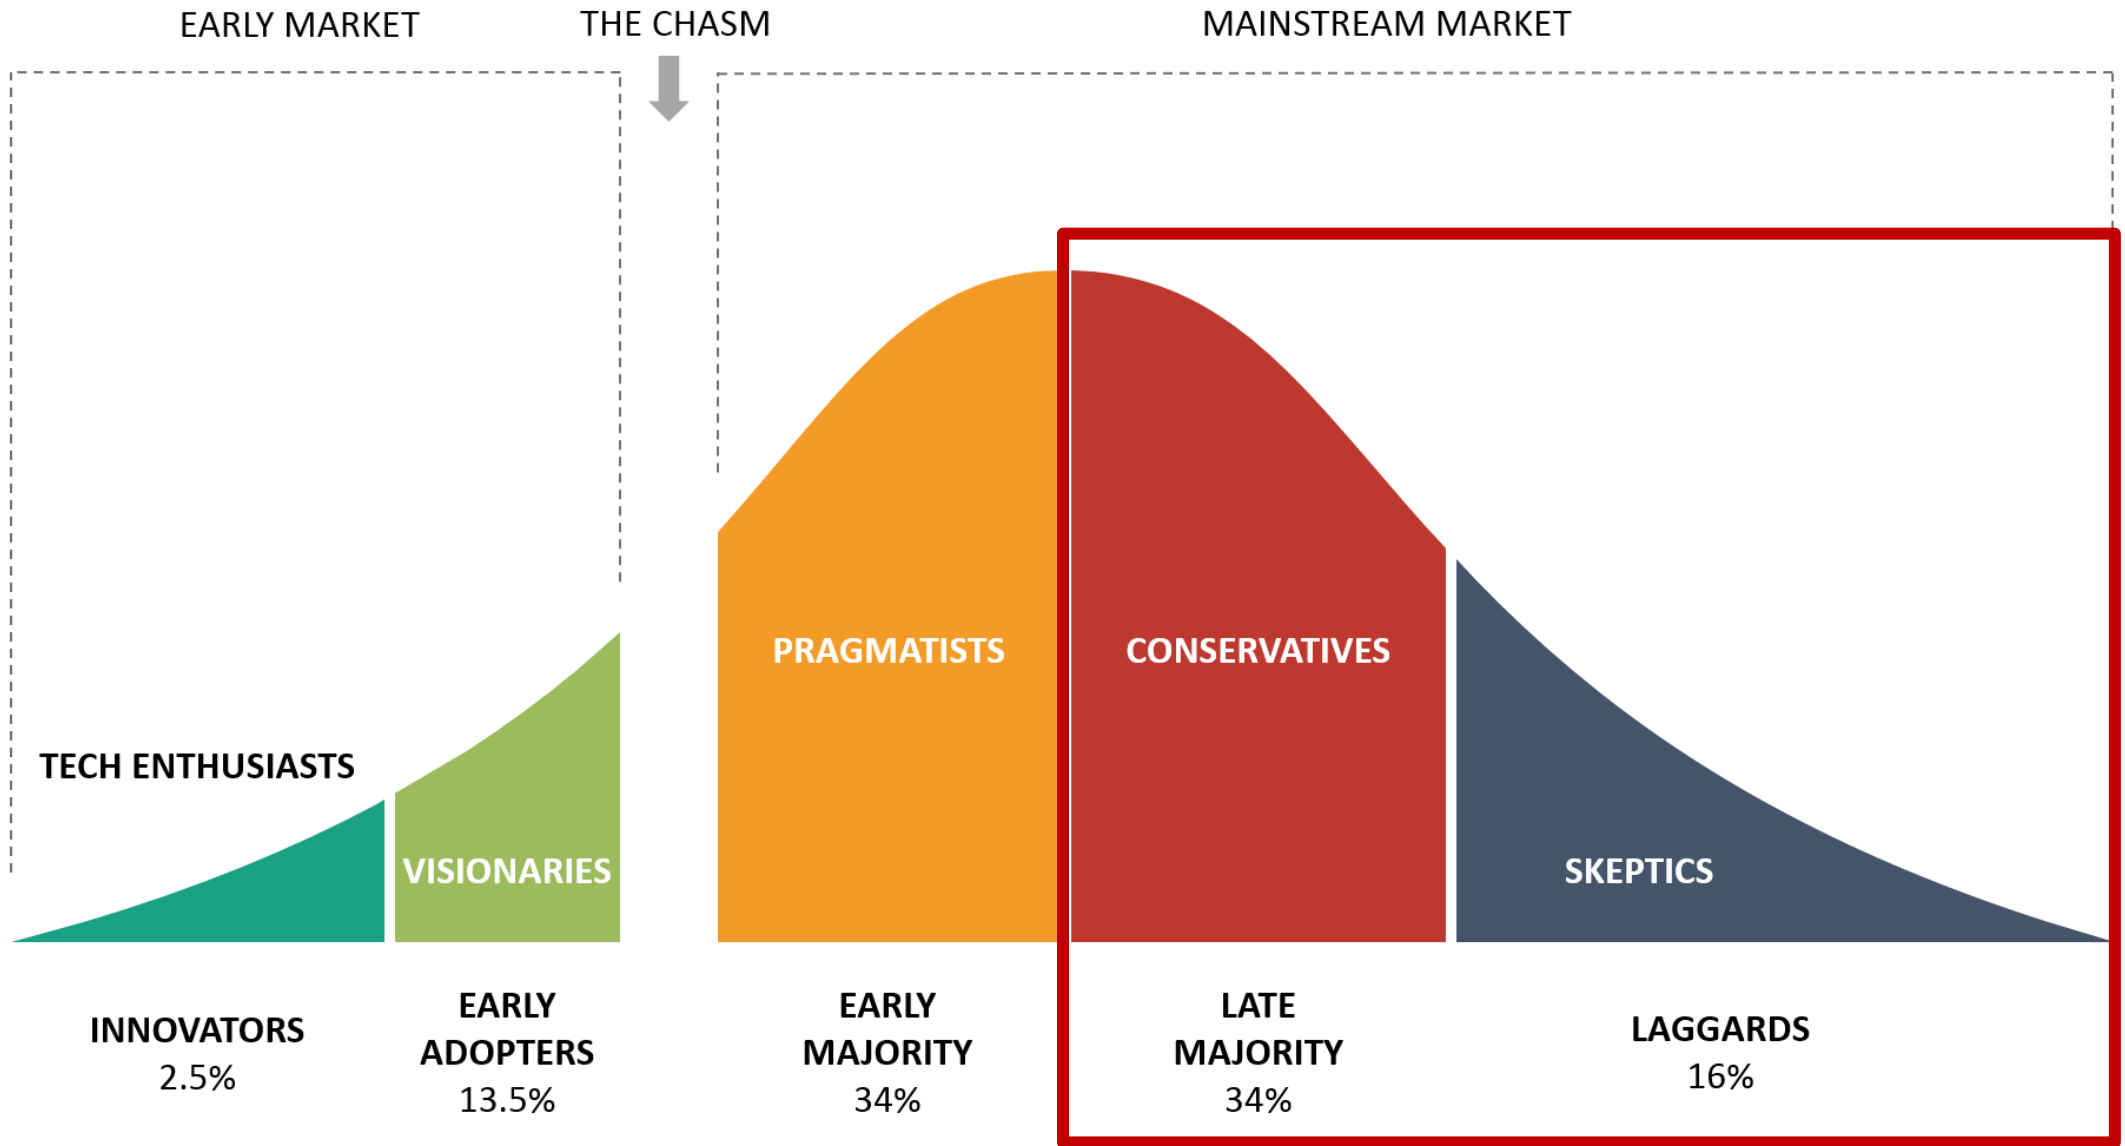 EARLY MARKET
THE CHASM
MAINSTREAM MARKET
TECH ENTHUSIASTS
VISIONARIES
PRAGMATISTS
CONSERVATIVES
SKEPTICS
INNOVATORS
2.5%
EARLY
ADOPTERS
13.5%
EARLY
MAJORITY
34%
LATE
MAJORITY
34%
LAGGARDS
16%